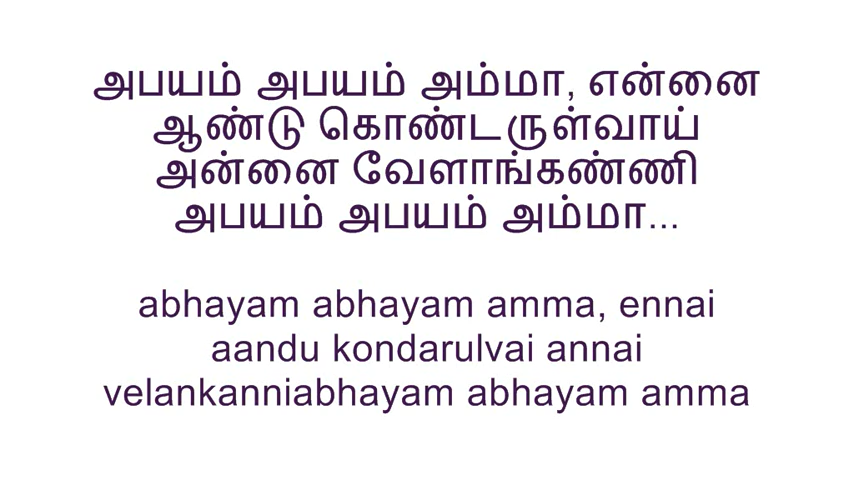 அபயம் அபயம் அம்மா, என்னை
ஆண்டு கொண்டருள்வாய்
அன்னை வேளாங்கண்ணி
அபயம் அபயம் அம்மா...
abhayam abhayam amma, ennai
aandu kondarulvai annai
velankanniabhayam abhayam amma